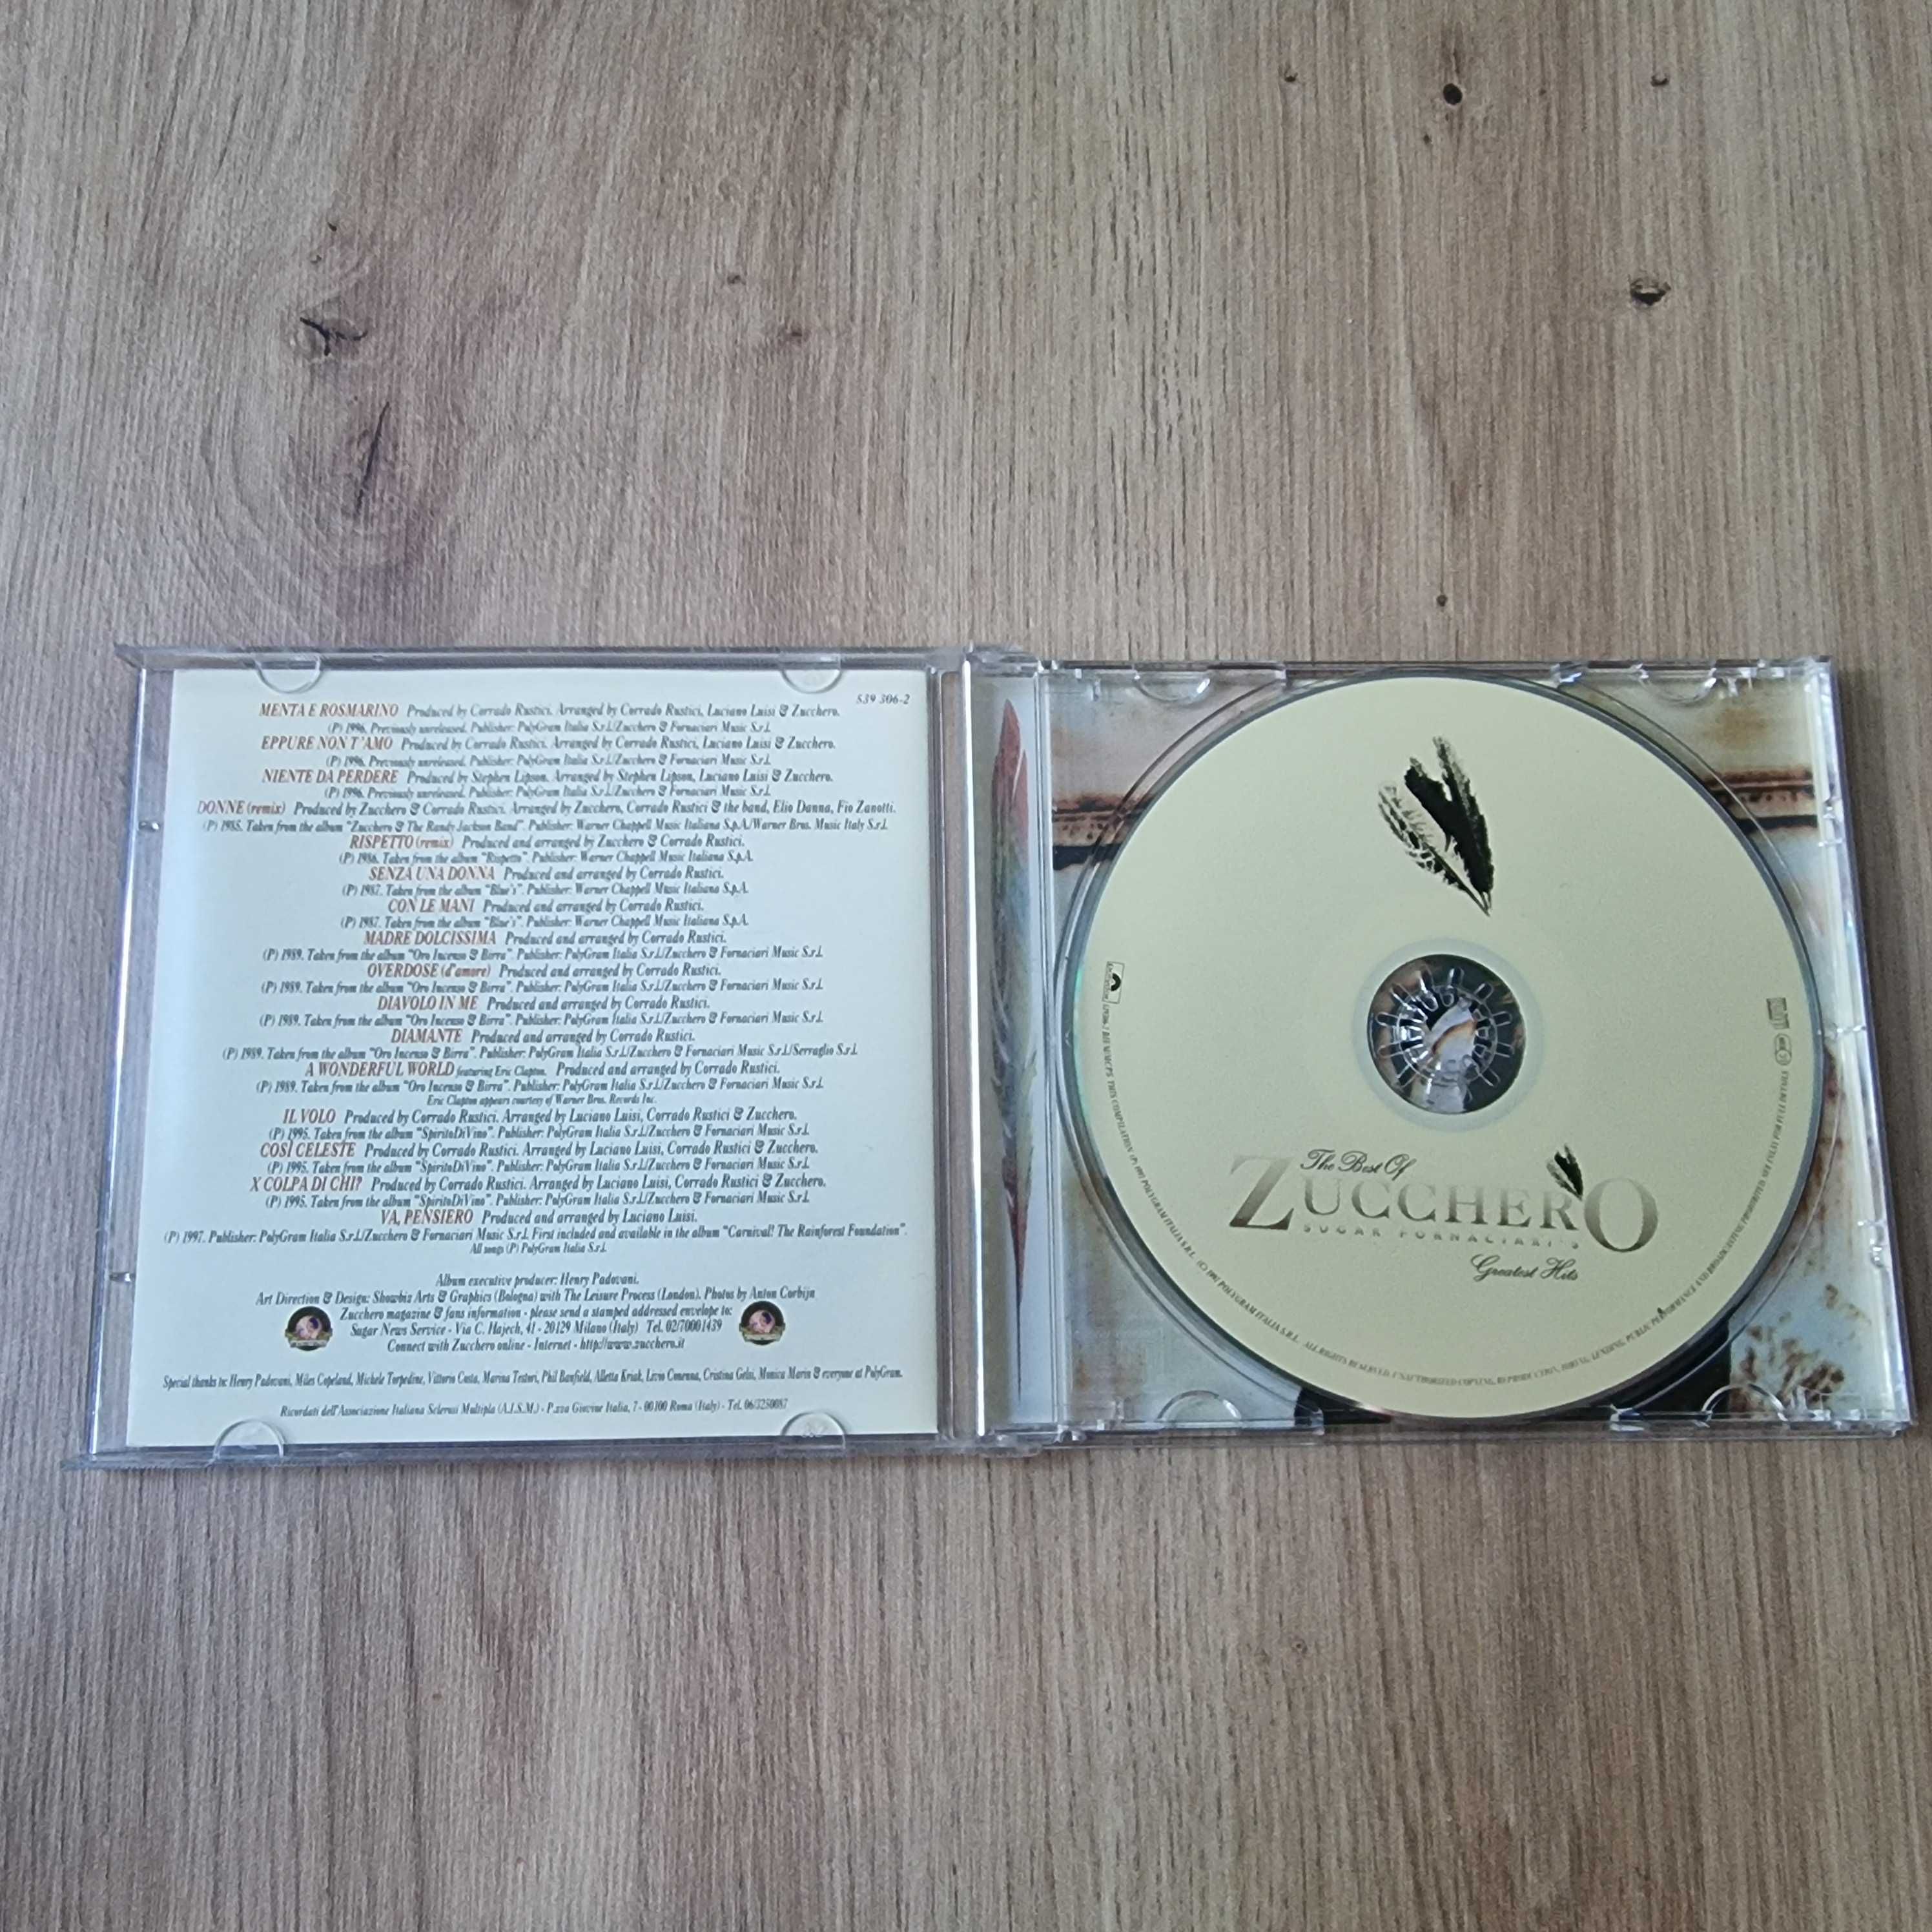 539 306-2
MENTA E ROSMARINO Produced by Corrado Rustici. Arranged by Corrado Rustici, Luciano Luisi & Zucchero.
(P) 1996. Previously unreleased. Publisher: PolyGram Italia S.r.l./Zucchero & Fornaciari Music S.r.l.
EPPURE NON T'AMO Produced by Corrado Rustici. Arranged by Corrado Rustici, Luciano Luisi & Zucchero.
(P) 1996. Previously unreleased. Publisher: PolyGram Italia S.r.l./Zucchero & Fornaciari Music S.r.l.
NIENTE DA PERDERE Produced by Stephen Lipson. Arranged by Stephen Lipson, Luciano Luisi & Zucchero.
(P) 1996. Previously unreleased. Publisher: PolyGram Italia S.r.l./Zucchero & Fornaciari Music S.r.l.
DONNE (remix) Produced by Zucchero & Corrado Rustici. Arranged by Zucchero, Corrado Rustici & the band, Elio Danna, Fio Zanotti.
(P) 1985. Taken from the album "Zucchero & The Randy Jackson Band". Publisher: Warner Chappell Music Italiana S.p.A./Warner Bros. Music Italy S.r.l.
RISPETTO (remix) Produced and arranged by Zucchero & Corrado Rustici.
(P) 1986. Taken from the album "Rispetto". Publisher: Warner Chappell Music Italiana S.p.A.
SENZA UNA DONNA Produced and arranged by Corrado Rustici.
(P) 1987. Taken from the album "Blue's". Publisher: Warner Chappell Music Italiana S.p.A.
CON LE MANI Produced and arranged by Corrado Rustici.
(P) 1987. Taken from the album "Blue's". Publisher: Warner Chappell Music Italiana S.p.A.
MADRE DOLCISSIMA Produced and arranged by Corrado Rustici.
(P) 1989. Taken from the album "Oro Incenso & Birra". Publisher: PolyGram Italia S.r.l./Zucchero & Fornaciari Music S.r.l.
OVERDOSE (d'amore) Produced and arranged by Corrado Rustici.
(P) 1989. Taken from the album "Oro Incenso & Birra". Publisher: PolyGram Italia S.r.l./Zucchero & Fornaciari Music S.r.l.
DIAVOLO IN ME Produced and arranged by Corrado Rustici.
(P) 1989. Taken from the album "Oro Incenso & Birra". Publisher: PolyGram Italia S.r.l./Zucchero & Fornaciari Music S.r.l.
DIAMANTE Produced and arranged by Corrado Rustici.
(P) 1989. Taken from the album "Oro Incenso & Birra". Publisher: PolyGram Italia S.r.l./Zucchero & Fornaciari Music S.r.l./Serraglio S.r.l.
A WONDERFUL WORLD featuring Eric Clapton. Produced and arranged by Corrado Rustici.
(P) 1989. Taken from the album "Oro Incenso & Birra". Publisher: PolyGram Italia S.r.l./Zucchero & Fornaciari Music S.r.l.
Eric Clapton appears courtesy of Warner Bros. Records Inc.
IL VOLO Produced by Corrado Rustici. Arranged by Luciano Luisi, Corrado Rustici & Zucchero.
(P) 1995. Taken from the album "SpiritoDiVino". Publisher: PolyGram Italia S.r.l./Zucchero & Fornaciari Music S.r.l.
COSÌ CELESTE Produced by Corrado Rustici. Arranged by Luciano Luisi, Corrado Rustici & Zucchero.
(P) 1995. Taken from the album "SpiritoDiVino". Publisher: PolyGram Italia S.r.l./Zucchero & Fornaciari Music S.r.l.
X COLPA DI CHI? Produced by Corrado Rustici. Arranged by Luciano Luisi, Corrado Rustici & Zucchero.
(P) 1995. Taken from the album "SpiritoDiVino". Publisher: PolyGram Italia S.r.l./Zucchero & Fornaciari Music S.r.l.
VA, PENSIERO Produced and arranged by Luciano Luisi.
(P) 1997. Publisher: PolyGram Italia S.r.l./Zucchero & Fornaciari Music S.r.l. First included and available in the album "Carnival! The Rainforest Foundation".
All songs (P) PolyGram Italia S.r.l.
Album executive producer: Henry Padovani.
Art Direction & Design: Showbiz Arts & Graphics (Bologna) with The Leisure Process (London). Photos by Anton Corbijn
Zucchero magazine & fans information - please send a stamped addressed envelope to:
Sugar News Service - Via C. Hajech, 41 - 20129 Milano (Italy) Tel. 02/70001439
Connect with Zucchero online - Internet - http://www.zucchero.it
Special thanks to: Henry Padovani, Miles Copeland, Michele Torpedine, Vittorio Costa, Marina Testori, Phil Banfield, Alletta Kriak, Livio Conenna, Cristina Gelsi, Monica Marin & everyone at PolyGram.
Ricordati dell'Associazione Italiana Sclerosi Multipla (A.I.S.M.) - P.zza Giovine Italia, 7 - 00100 Roma (Italy) - Tel. 06/3250087
The Best Of
ZUCCHERO
SUGAR FORNACIARI'S
Greatest Hits
THIS COMPILATION (P) 1997 POLYGRAM ITALIA S.R.L. (C) 1997 POLYGRAM ITALIA S.R.L. ALL RIGHTS RESERVED. UNAUTHORIZED COPYING, REPRODUCTION, HIRING, LENDING, PUBLIC PERFORMANCE AND BROADCASTING PROHIBITED.